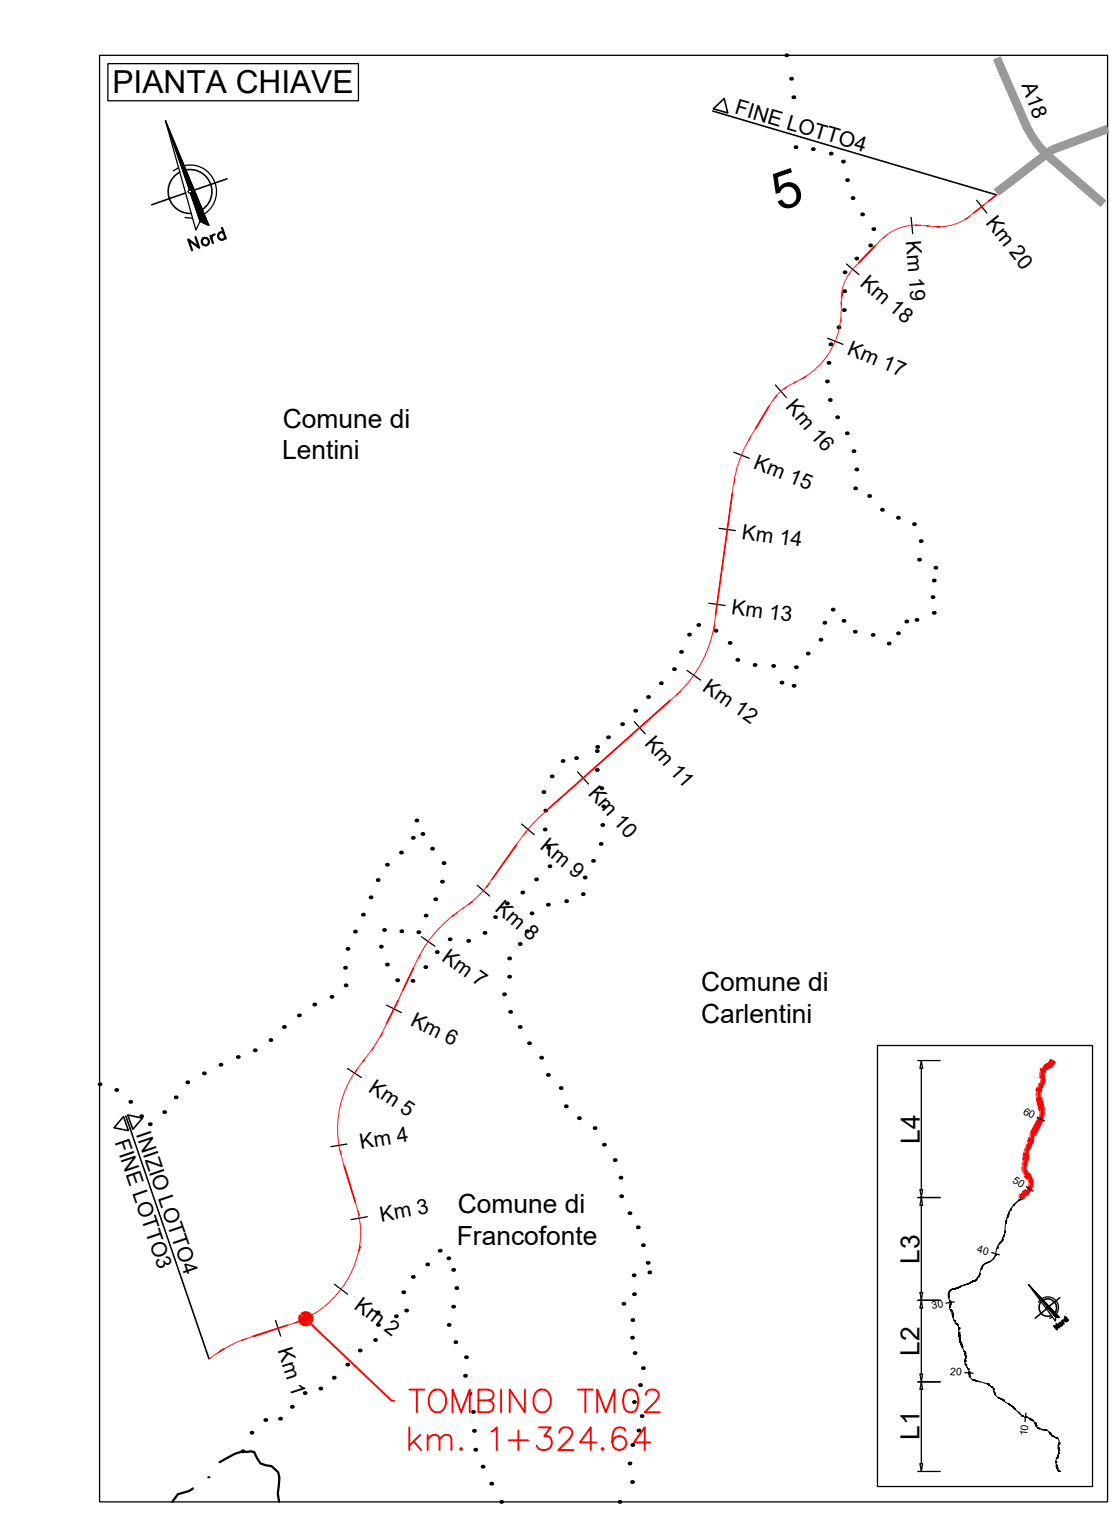 PIANTA CHIAVE
Nord
FINE LOTTO4
A18
5
Km 20
Km 19
Km 18
Km 17
Km 16
Km 15
Km 14
Km 13
Km 12
Km 11
Km 10
Km 9
Km 8
Km 7
Km 6
Km 5
Km 4
Km 3
Km 2
Km 1
Comune di
Lentini
Comune di
Carlentini
Comune di
Francofonte
INIZIO LOTTO4
FINE LOTTO3
TOMBINO TM02
km. 1+324.64
L4
L3
L2
L1
60
50
40
30
20
10